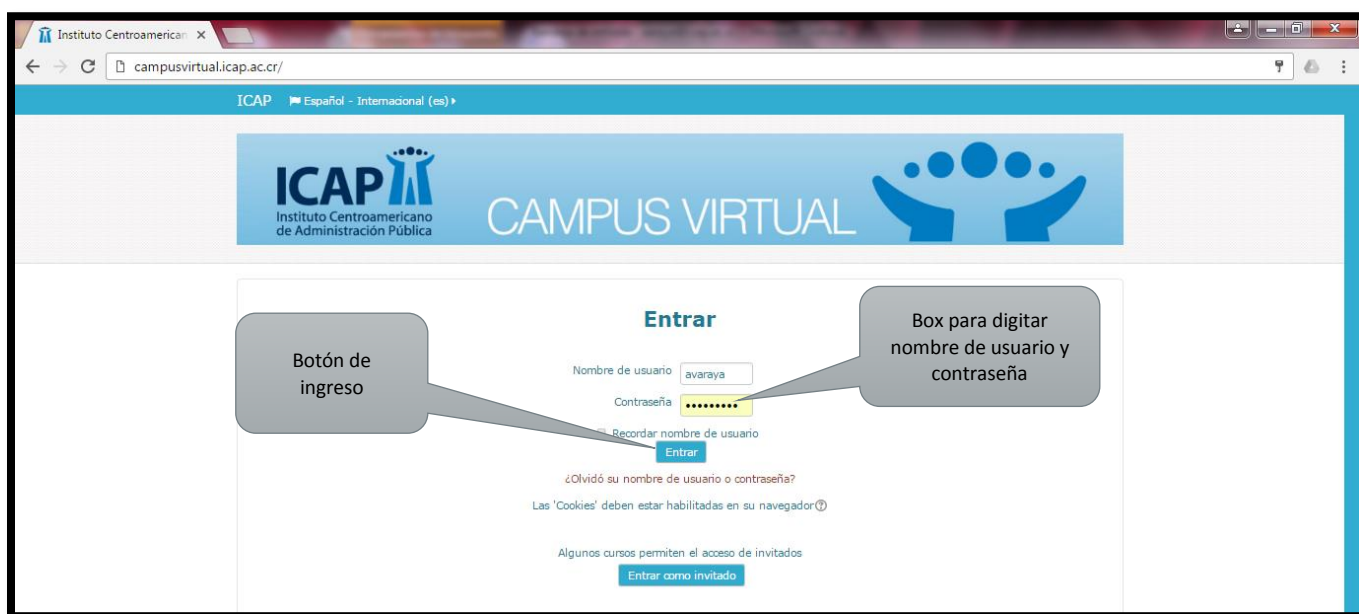 Instituto Centroamerican
campusvirtual.icap.ac.cr/
ICAP Español - Internacional (es)
ICAP
Instituto Centroamericano
de Administración Pública
CAMPUS VIRTUAL
Entrar
Botón de
ingreso
Box para digitar
nombre de usuario y
contraseña
Nombre de usuario avaraya
Contraseña •••••••••
Recordar nombre de usuario
Entrar
¿Olvidó su nombre de usuario o contraseña?
Las 'Cookies' deben estar habilitadas en su navegador
Algunos cursos permiten el acceso de invitados
Entrar como invitado